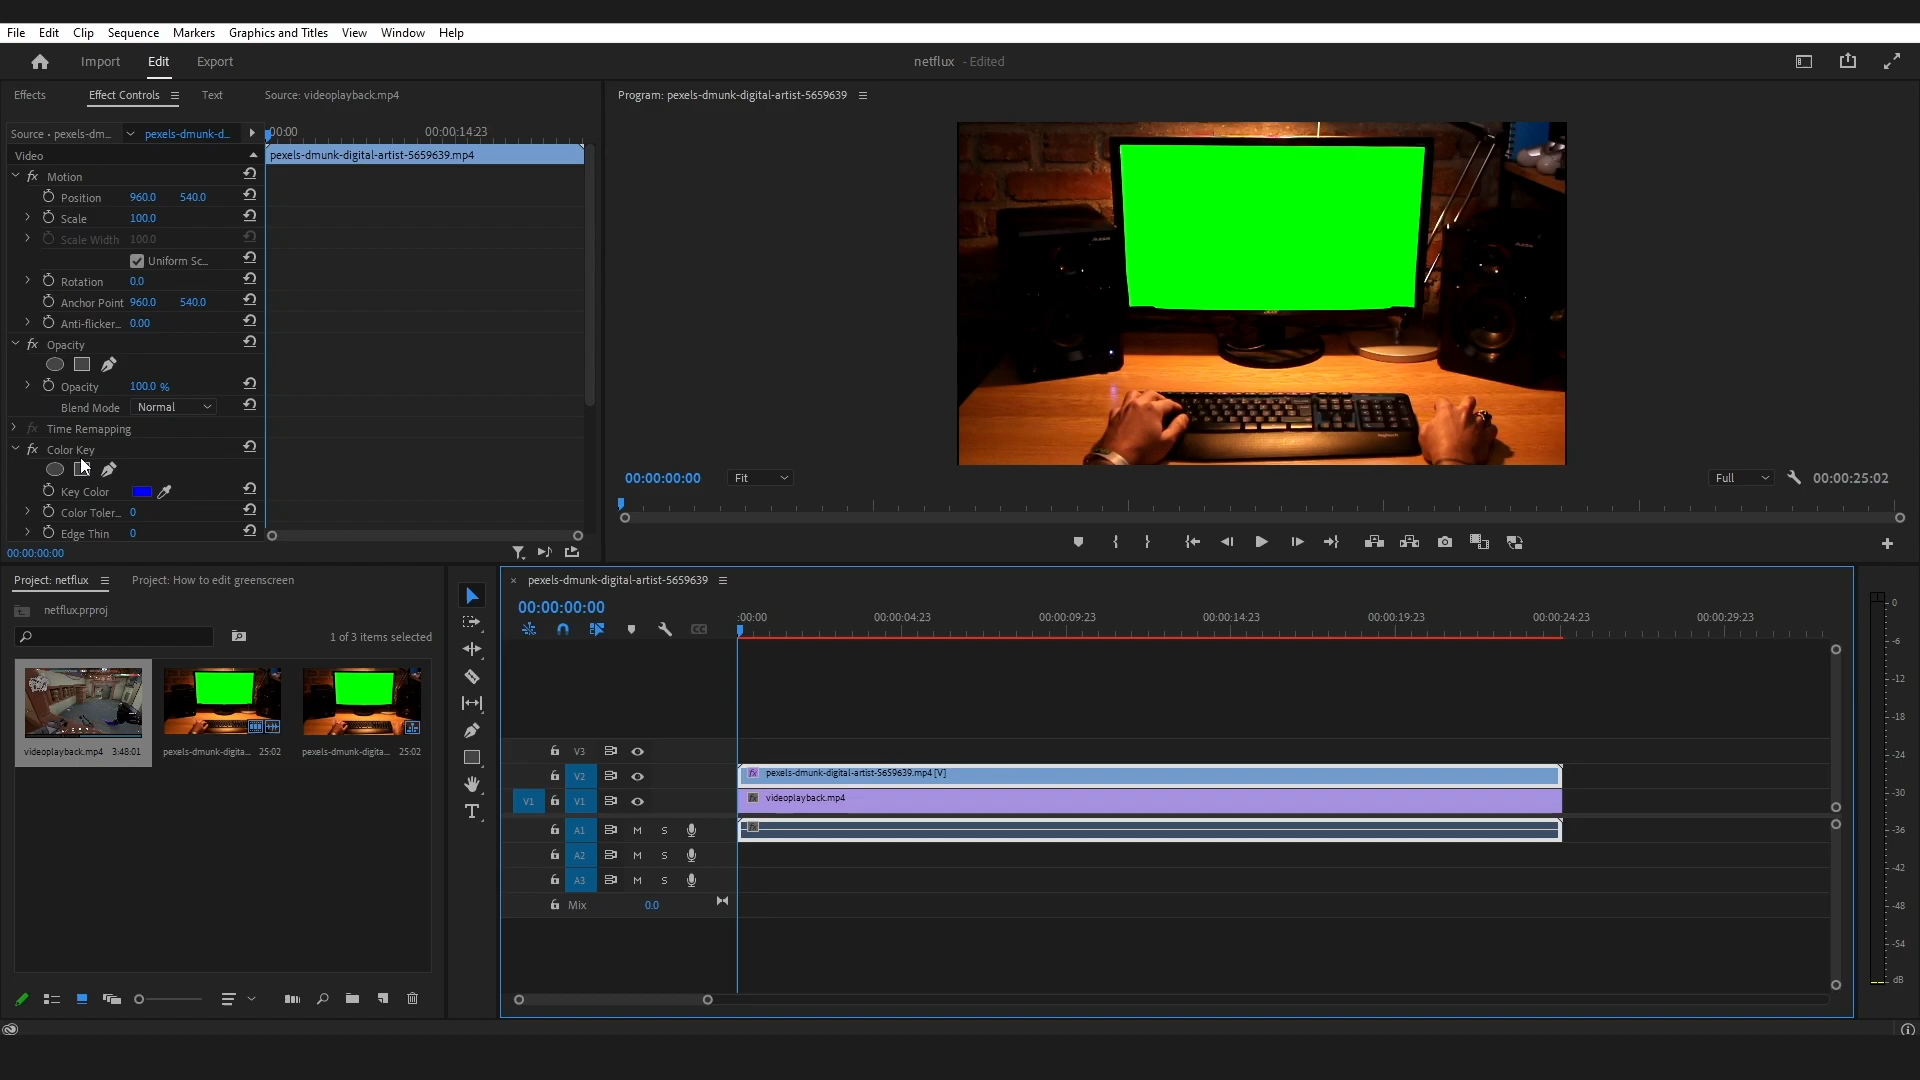 File Edit Clip Sequence Markers Graphics and Titles View Window Help
Import Edit Export
netflux - Edited
Effects Effect Controls Text Source: videoplayback.mp4
Program: pexels-dmunk-digital-artist-5659639
Source • pexels-dm... pexels-dmunk-d...
:00:00 00:00:14:23
Video
pexels-dmunk-digital-artist-5659639.mp4
fx Motion
Position 960.0 540.0
Scale 100.0
Scale Width 100.0
Uniform Sc...
Rotation 0.0
Anchor Point 960.0 540.0
Anti-flicker... 0.00
fx Opacity
Opacity 100.0 %
Blend Mode Normal
fx Time Remapping
fx Color Key
Key Color
Color Toler... 0
Edge Thin 0
00:00:00:00
acer
00:00:00:00 Fit Full 00:00:25:02
Project: netflux Project: How to edit greenscreen
netflux.prproj
1 of 3 items selected
videoplayback.mp4 3:48:01
pexels-dmunk-digita... 25:02
pexels-dmunk-digita... 25:02
× pexels-dmunk-digital-artist-5659639
00:00:00:00
:00:00 00:00:04:23 00:00:09:23 00:00:14:23 00:00:19:23 00:00:24:23 00:00:29:23
V3
V2 fx pexels-dmunk-digital-artist-5659639.mp4 [V]
V1 V1 fx videoplayback.mp4
A1 M S fx
A2 M S
A3 M S
Mix 0.0
0
-6
-12
-18
-24
-30
-36
-42
-48
-54
dB